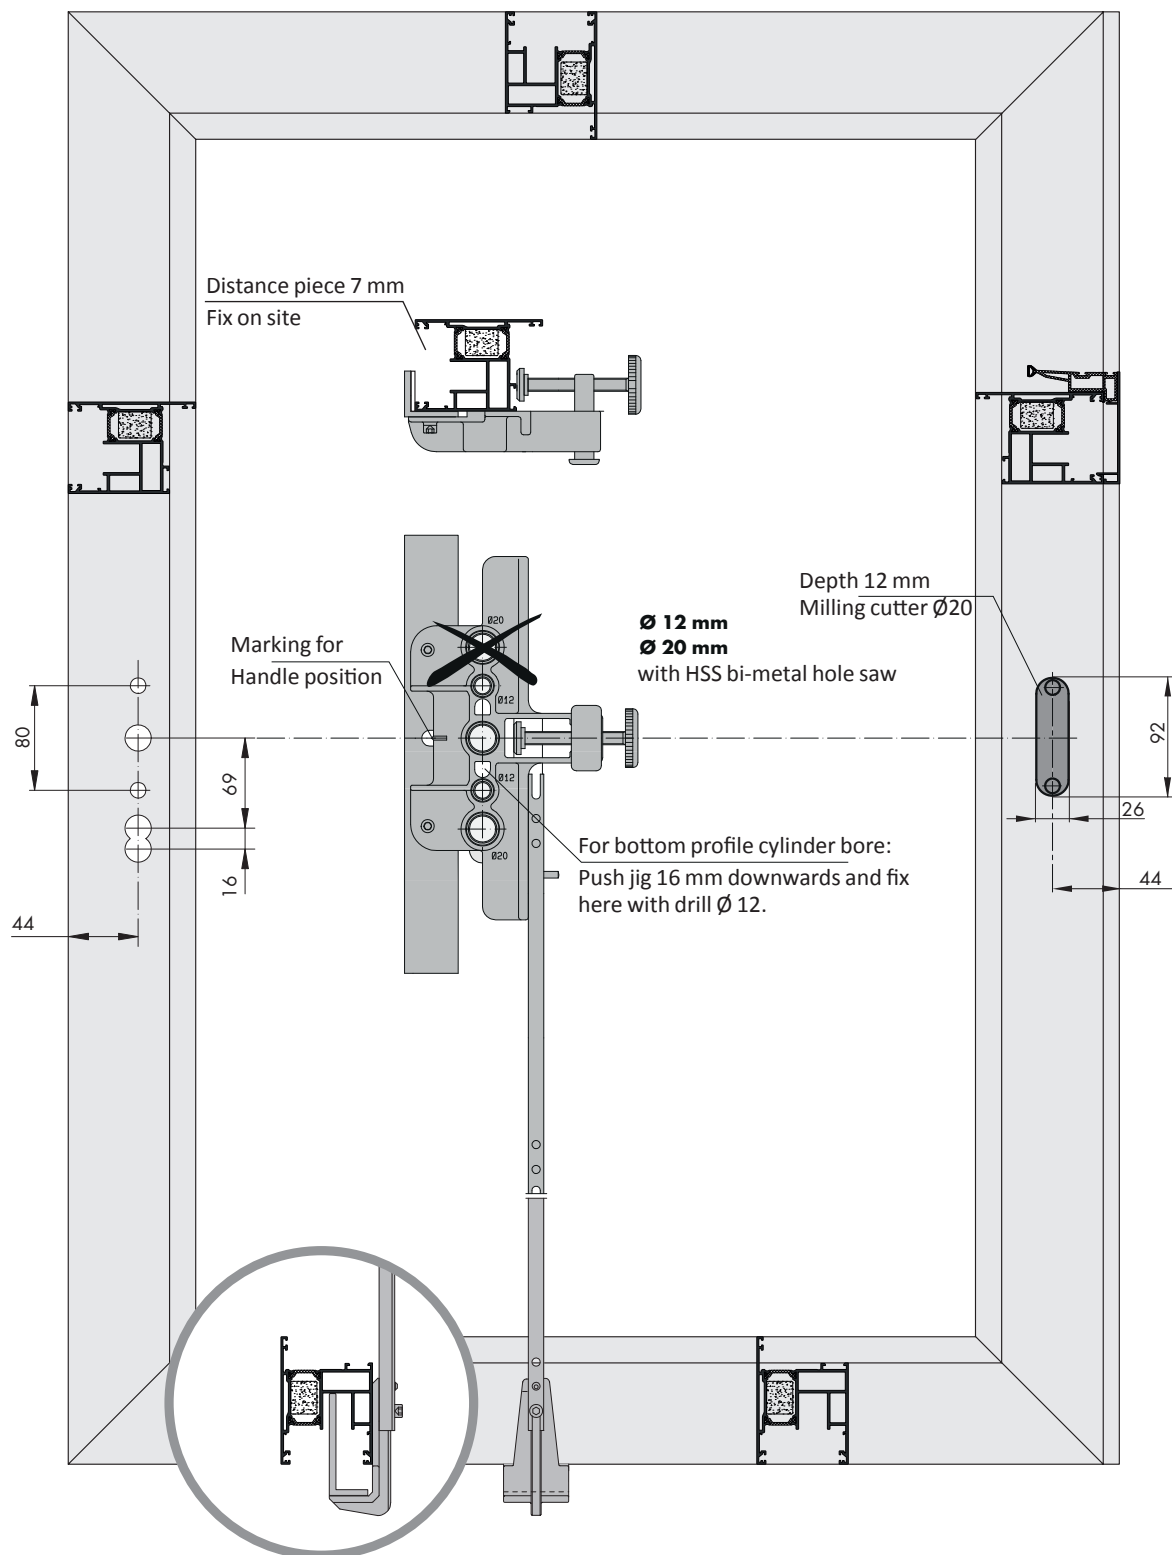 Distance piece 7 mm
Fix on site
Depth 12 mm
Milling cutter Ø20
Ø20
Ø 12 mm
Ø 20 mm
with HSS bi-metal hole saw
Marking for
Handle position
Ø12
80
69
92
Ø12
26
For bottom profile cylinder bore:
Push jig 16 mm downwards and fix
here with drill Ø 12.
Ø20
16
44
44